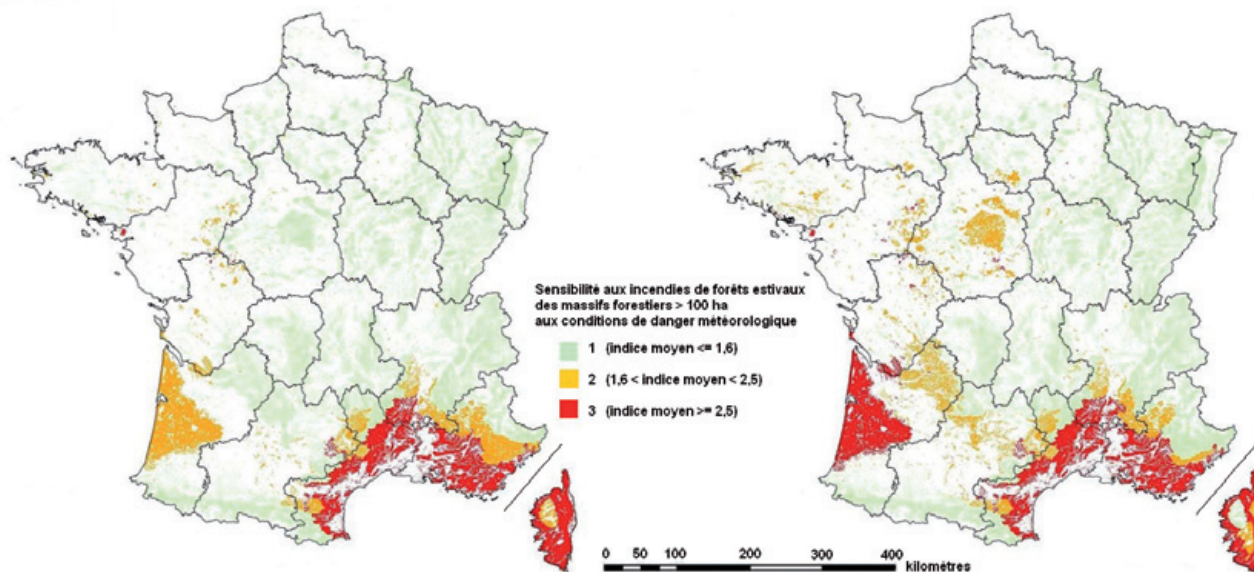 Sensibilité aux incendies de forêts estivaux
des massifs forestiers > 100 ha
aux conditions de danger météorologique
1 (indice moyen <= 1,6)
2 (1,6 < indice moyen < 2,5)
3 (indice moyen >= 2,5)
0 50 100 200 300 400
kilomètres